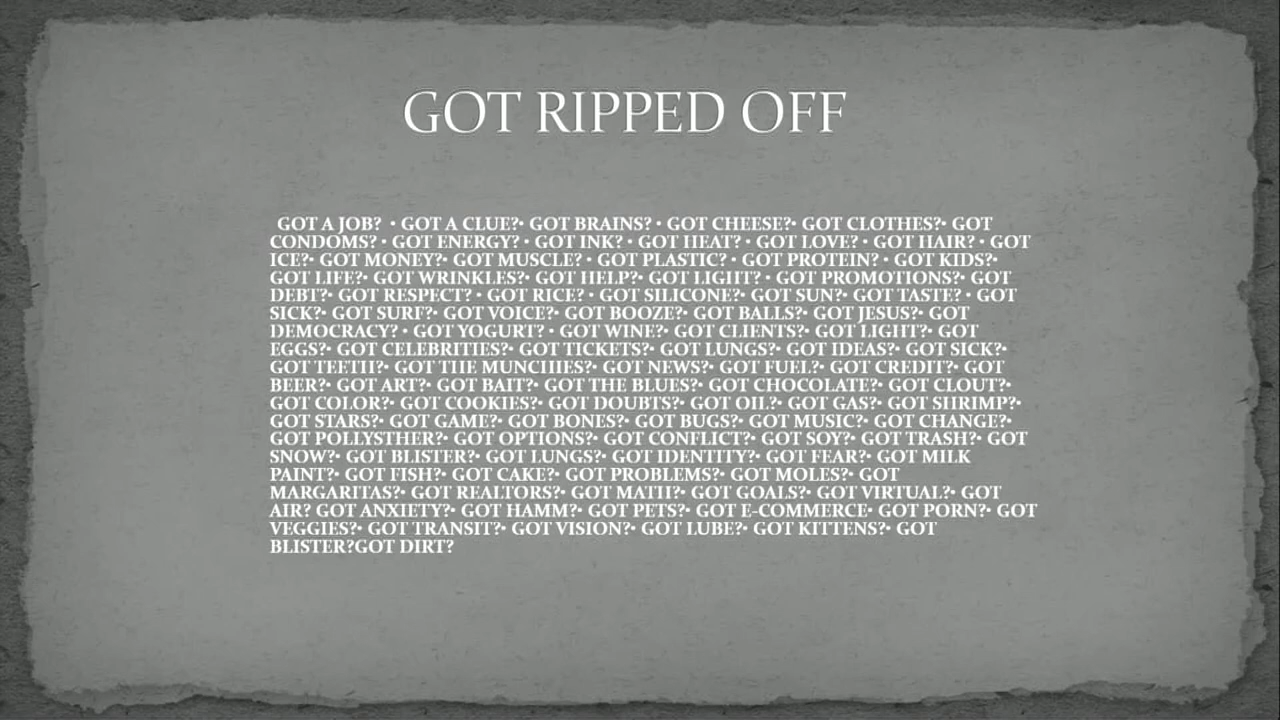 GOT RIPPED OFF
GOT A JOB? • GOT A CLUE?• GOT BRAINS? • GOT CHEESE?• GOT CLOTHES?• GOT
CONDOMS? • GOT ENERGY? • GOT INK? • GOT HEAT? • GOT LOVE? • GOT HAIR? • GOT
ICE?• GOT MONEY?• GOT MUSCLE? • GOT PLASTIC? • GOT PROTEIN? • GOT KIDS?•
GOT LIFE?• GOT WRINKLES?• GOT HELP?• GOT LIGHT? • GOT PROMOTIONS?• GOT
DEBT?• GOT RESPECT? • GOT RICE? • GOT SILICONE?• GOT SUN?• GOT TASTE? • GOT
SICK?• GOT SURF?• GOT VOICE?• GOT BOOZE?• GOT BALLS?• GOT JESUS?• GOT
DEMOCRACY? • GOT YOGURT? • GOT WINE?• GOT CLIENTS?• GOT LIGHT?• GOT
EGGS?• GOT CELEBRITIES?• GOT TICKETS?• GOT LUNGS?• GOT IDEAS?• GOT SICK?•
GOT TEETH?• GOT THE MUNCHIES?• GOT NEWS?• GOT FUEL?• GOT CREDIT?• GOT
BEER?• GOT ART?• GOT BAIT?• GOT THE BLUES?• GOT CHOCOLATE?• GOT CLOUT?•
GOT COLOR?• GOT COOKIES?• GOT DOUBTS?• GOT OIL?• GOT GAS?• GOT SHRIMP?•
GOT STARS?• GOT GAME?• GOT BONES?• GOT BUGS?• GOT MUSIC?• GOT CHANGE?•
GOT POLLYSTHER?• GOT OPTIONS?• GOT CONFLICT?• GOT SOY?• GOT TRASH?• GOT
SNOW?• GOT BLISTER?• GOT LUNGS?• GOT IDENTITY?• GOT FEAR?• GOT MILK
PAINT?• GOT FISH?• GOT CAKE?• GOT PROBLEMS?• GOT MOLES?• GOT
MARGARITAS?• GOT REALTORS?• GOT MATH?• GOT GOALS?• GOT VIRTUAL?• GOT
AIR? GOT ANXIETY?• GOT HAMM?• GOT PETS?• GOT E-COMMERCE• GOT PORN?• GOT
VEGGIES?• GOT TRANSIT?• GOT VISION?• GOT LUBE?• GOT KITTENS?• GOT
BLISTER?GOT DIRT?